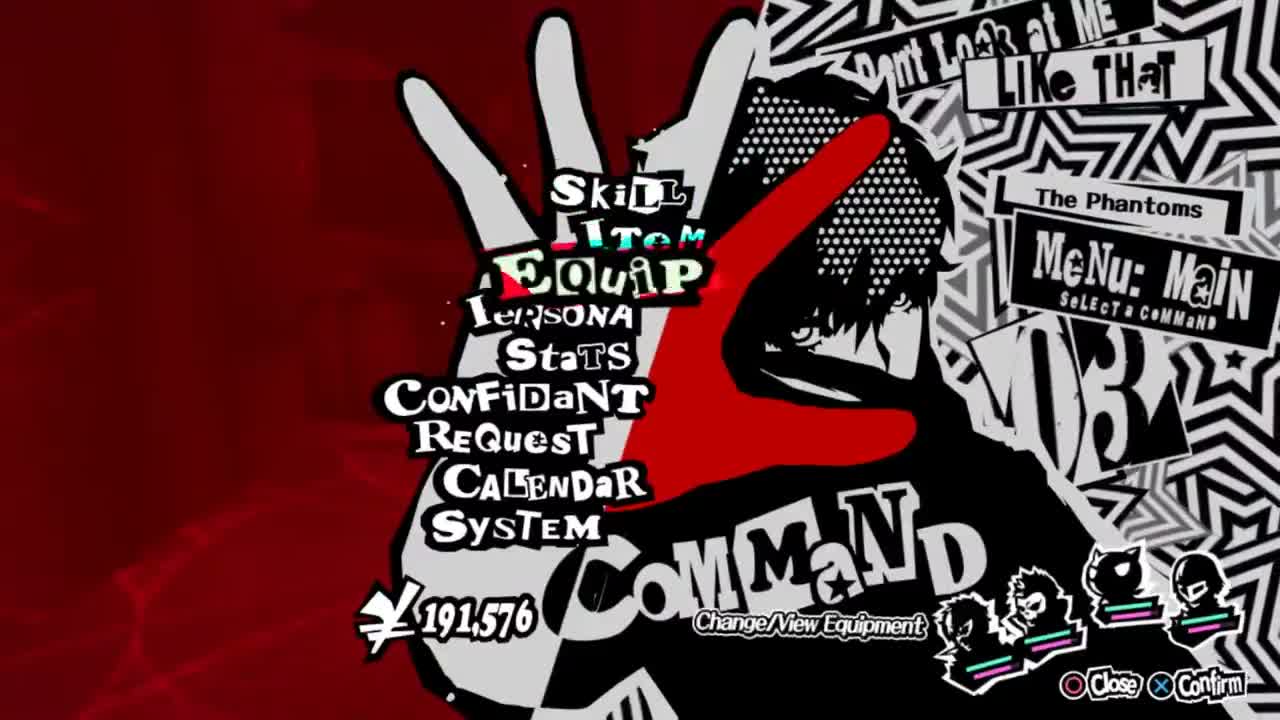 Dont Look at ME
LIKe THaT
The Phantoms
MeNu: MaiN
SeLEcT a CoMMaND
03
SkiLL
ITeM
EQuiP
PeRSONA
StaTS
CoNFiDaNT
ReQuesT
CALENDaR
SySTEM
¥ 191,576
CoMMaND
Change/View Equipment
Close
Confirm